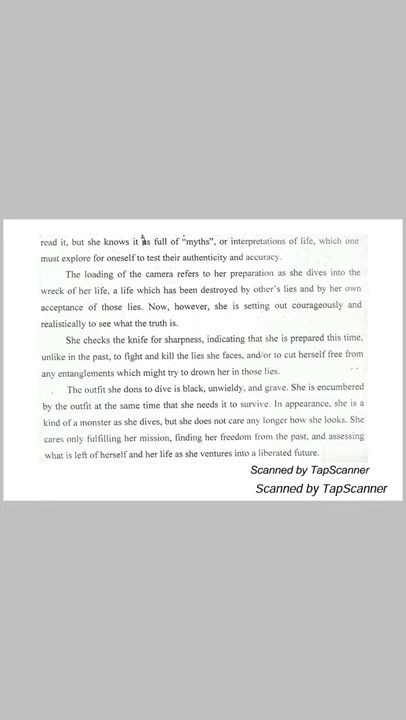 read it, but she knows it is full of "myths", or interpretations of life, which one
must explore for oneself to test their authenticity and accuracy.
The loading of the camera refers to her preparation as she dives into the
wreck of her life, a life which has been destroyed by other's lies and by her own
acceptance of those lies. Now, however, she is setting out courageously and
realistically to see what the truth is.
She checks the knife for sharpness, indicating that she is prepared this time,
unlike in the past, to fight and kill the lies she faces, and/or to cut herself free from
any entanglements which might try to drown her in those lies.
The outfit she dons to dive is black, unwieldy, and grave. She is encumbered
by the outfit at the same time that she needs it to survive. In appearance, she is a
kind of a monster as she dives, but she does not care any longer how she looks. She
cares only fulfilling her mission, finding her freedom from the past, and assessing
what is left of herself and her life as she ventures into a liberated future.
Scanned by TapScanner
Scanned by TapScanner